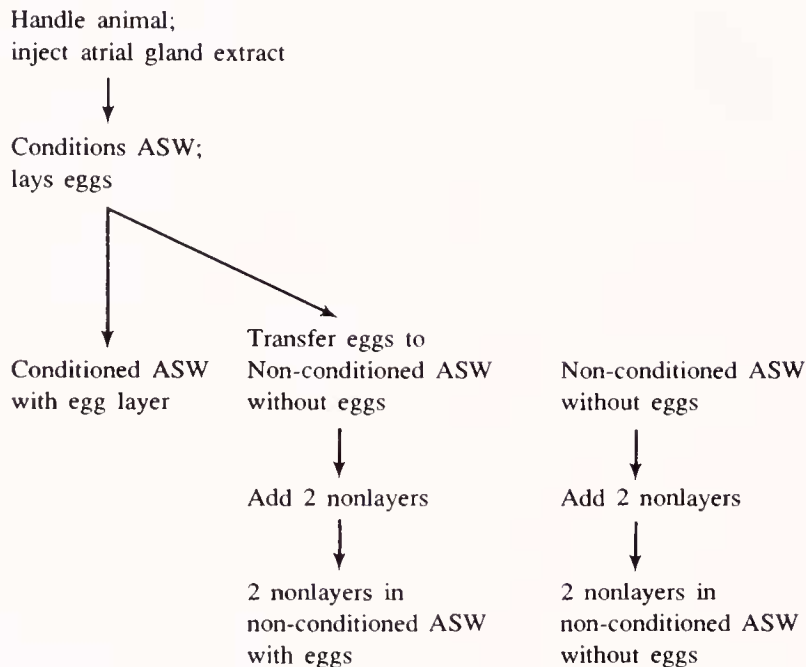 Handle animal;
inject atrial gland extract
Conditions ASW;
lays eggs
Conditioned ASW
with egg layer
Transfer eggs to
Non-conditioned ASW
without eggs
Non-conditioned ASW
without eggs
Add 2 nonlayers
Add 2 nonlayers
2 nonlayers in
non-conditioned ASW
with eggs
2 nonlayers in
non-conditioned ASW
without eggs